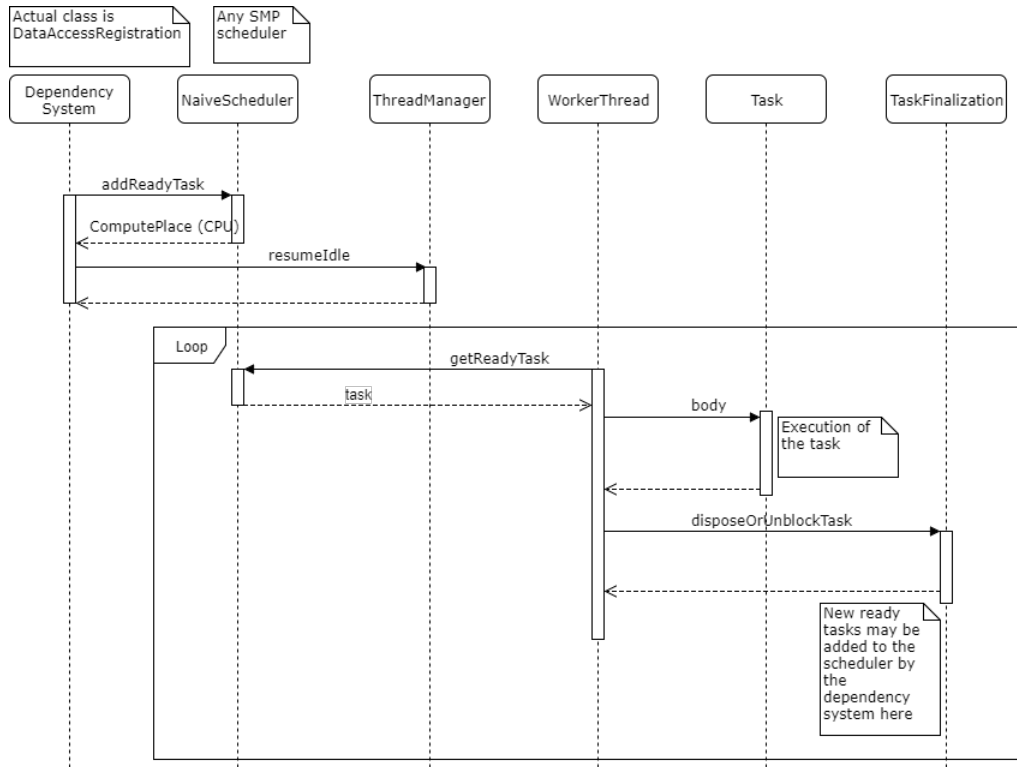 Actual class is
DataAccessRegistration
Any SMP
scheduler
Dependency
System
NaiveScheduler
ThreadManager
WorkerThread
Task
TaskFinalization
addReadyTask
ComputePlace (CPU)
resumeIdle
Loop
getReadyTask
task
body
Execution of
the task
disposeOrUnblockTask
New ready
tasks may be
added to the
scheduler by
the
dependency
system here